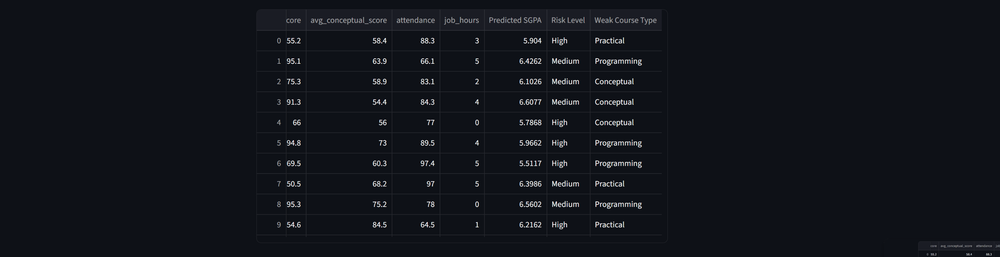 core avg_conceptual_score attendance job_hours Predicted SGPA Risk Level Weak Course Type
0 55.2 58.4 88.3 3 5.904 High Practical
1 95.1 63.9 66.1 5 6.4262 Medium Programming
2 75.3 58.9 83.1 2 6.1026 Medium Conceptual
3 91.3 54.4 84.3 4 6.6077 Medium Conceptual
4 66 56 77 0 5.7868 High Conceptual
5 94.8 73 89.5 4 5.9662 High Programming
6 69.5 60.3 97.4 5 5.5117 High Programming
7 50.5 68.2 97 5 6.3986 Medium Practical
8 95.3 75.2 78 0 6.5602 Medium Programming
9 54.6 84.5 64.5 1 6.2162 High Practical
core avg_conceptual_score attendance job
0 55.2 58.4 88.3